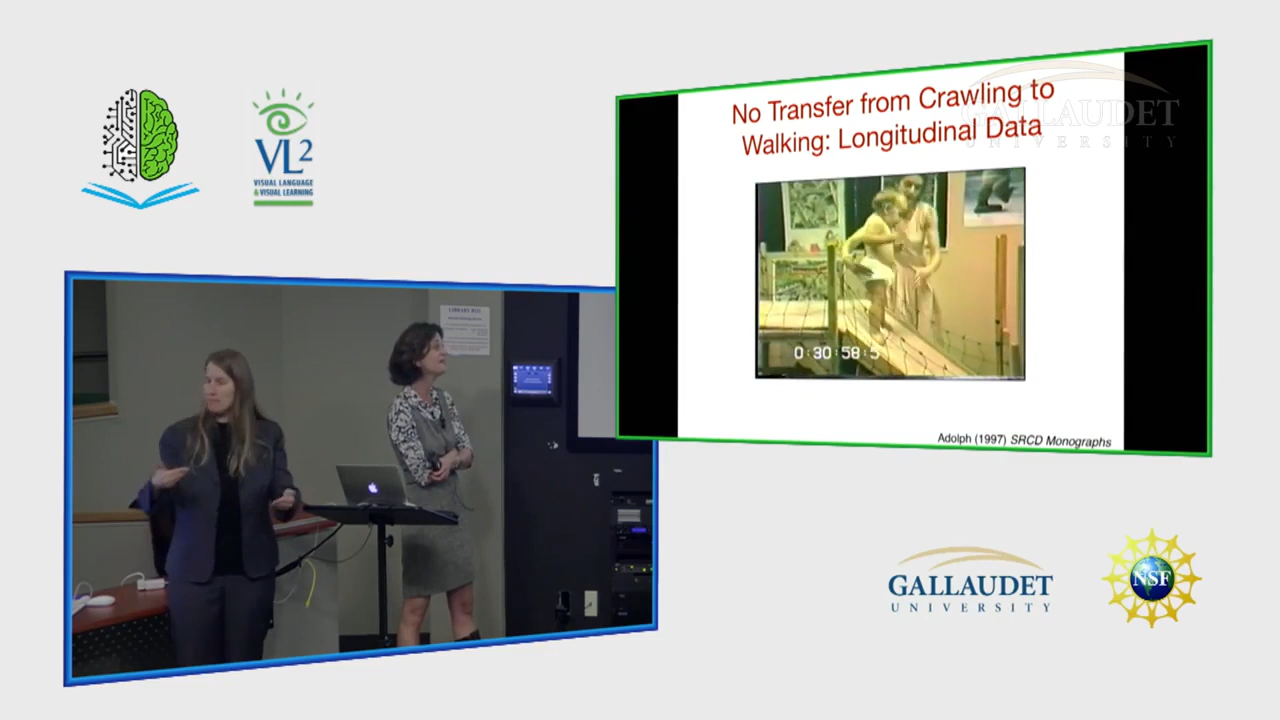 VL2
VISUAL LANGUAGE
& VISUAL LEARNING
No Transfer from Crawling to
Walking: Longitudinal Data
GALLAUDET
UNIVERSITY
0:30:58:5
Adolph (1997) SRCD Monographs
LIBRARY B111
GALLAUDET
UNIVERSITY
NSF